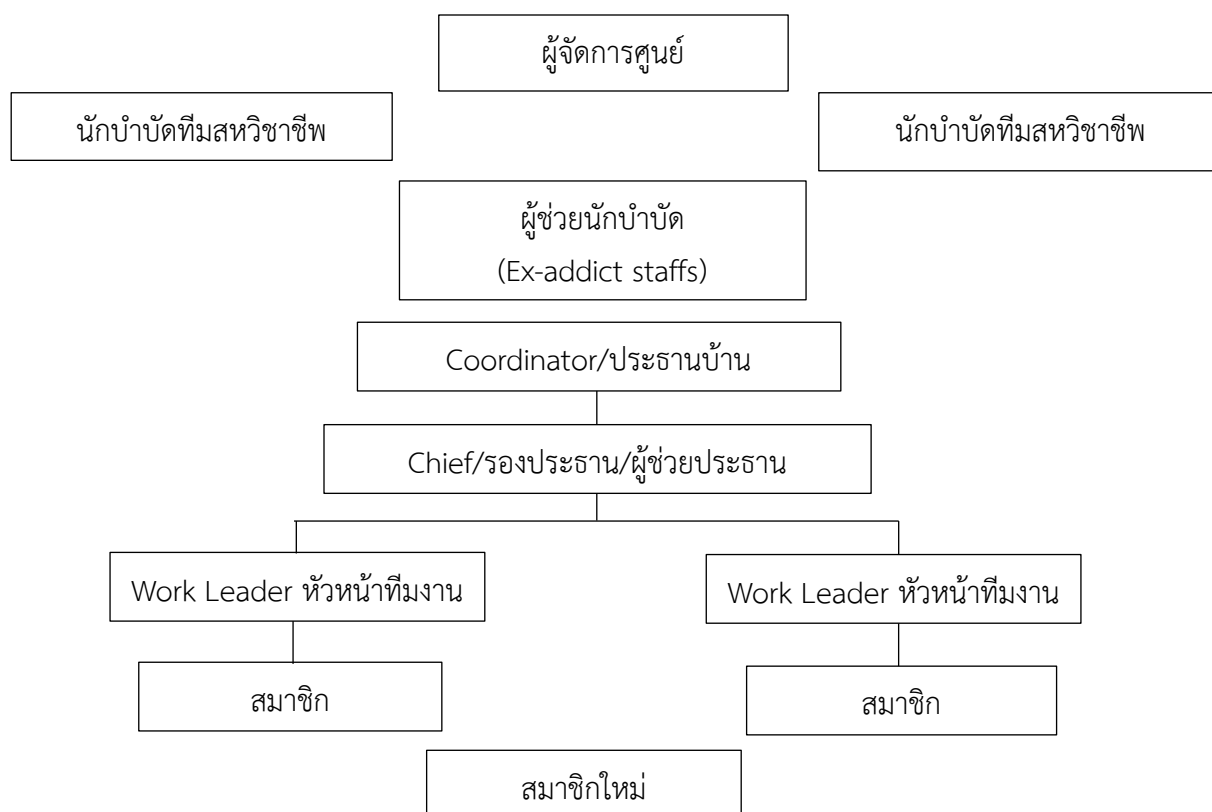 ผู้จัดการศูนย์
นักบำบัดทีมสหวิชาชีพ
นักบำบัดทีมสหวิชาชีพ
ผู้ช่วยนักบำบัด
(Ex-addict staffs)
Coordinator/ประธานบ้าน
Chief/รองประธาน/ผู้ช่วยประธาน
Work Leader หัวหน้าทีมงาน
Work Leader หัวหน้าทีมงาน
สมาชิก
สมาชิก
สมาชิกใหม่